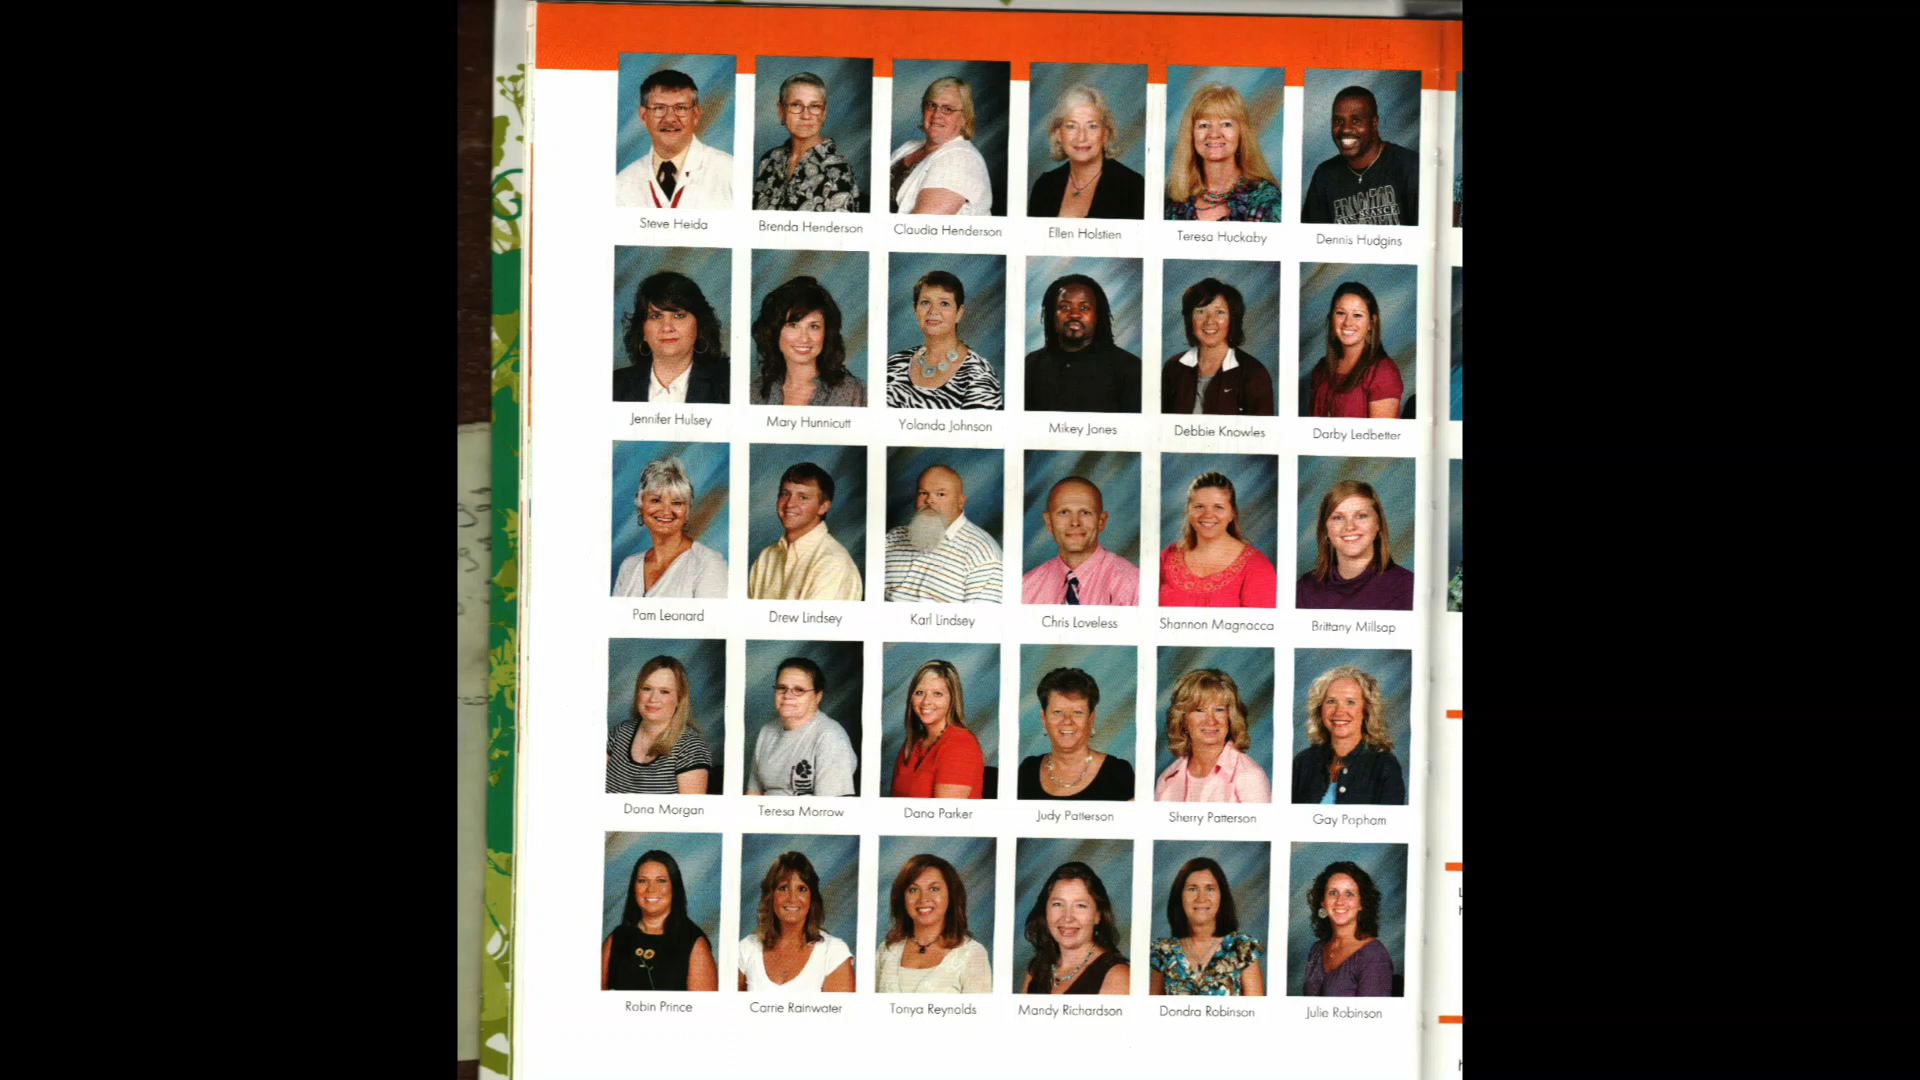 Steve Heida
Brenda Henderson
Claudia Henderson
Ellen Holstien
Teresa Huckaby
Dennis Hudgins
Jennifer Hulsey
Mary Hunnicutt
Yolanda Johnson
Mikey Jones
Debbie Knowles
Darby Ledbetter
Pam Leonard
Drew Lindsey
Karl Lindsey
Chris Loveless
Shannon Magnacca
Brittany Millsap
Dona Morgan
Teresa Morrow
Dana Parker
Judy Patterson
Sherry Patterson
Gay Popham
Robin Prince
Carrie Rainwater
Tonya Reynolds
Mandy Richardson
Dondra Robinson
Julie Robinson